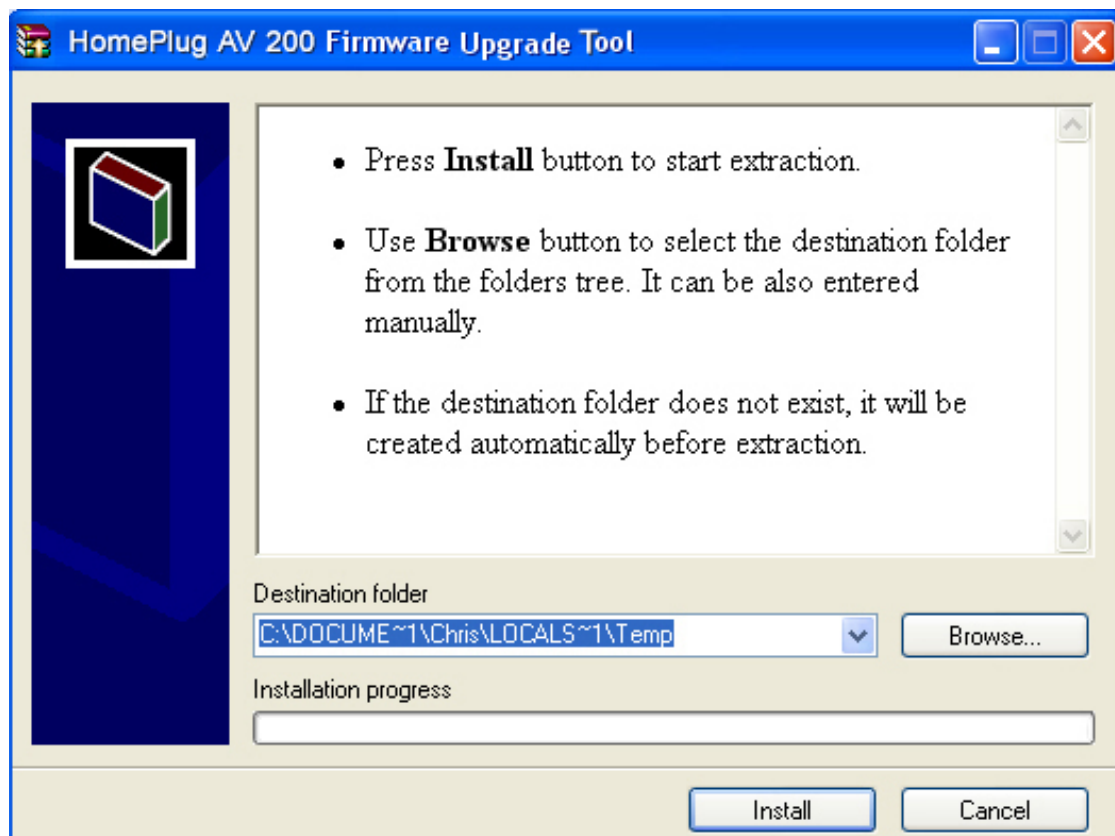 HomePlug AV 200 Firmware Upgrade Tool
• Press Install button to start extraction.
• Use Browse button to select the destination folder
from the folders tree. It can be also entered
manually.
• If the destination folder does not exist, it will be
created automatically before extraction.
Destination folder
C:\DOCUME~1\Chris\LOCALS~1\Temp
Browse...
Installation progress
Install
Cancel